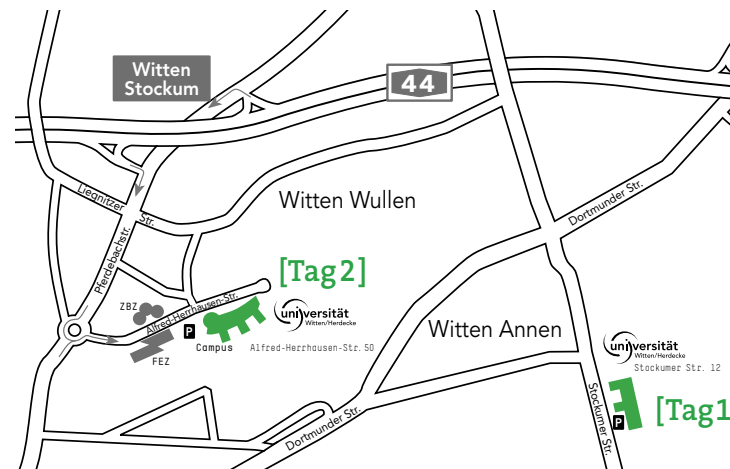 Witten
Stockum
44
Liegnitzer
Str.
Witten Wullen
Dortmunder Str.
Pferdebachstr.
[Tag2]
ZBZ
Alfred-Herrhausen-Str.
universität
Witten/Herdecke
P
Campus
Alfred-Herrhausen-Str. 50
FEZ
Witten Annen
universität
Witten/Herdecke
Stockumer Str. 12
Stockumer Str.
[Tag1
P
Dortmunder Str.